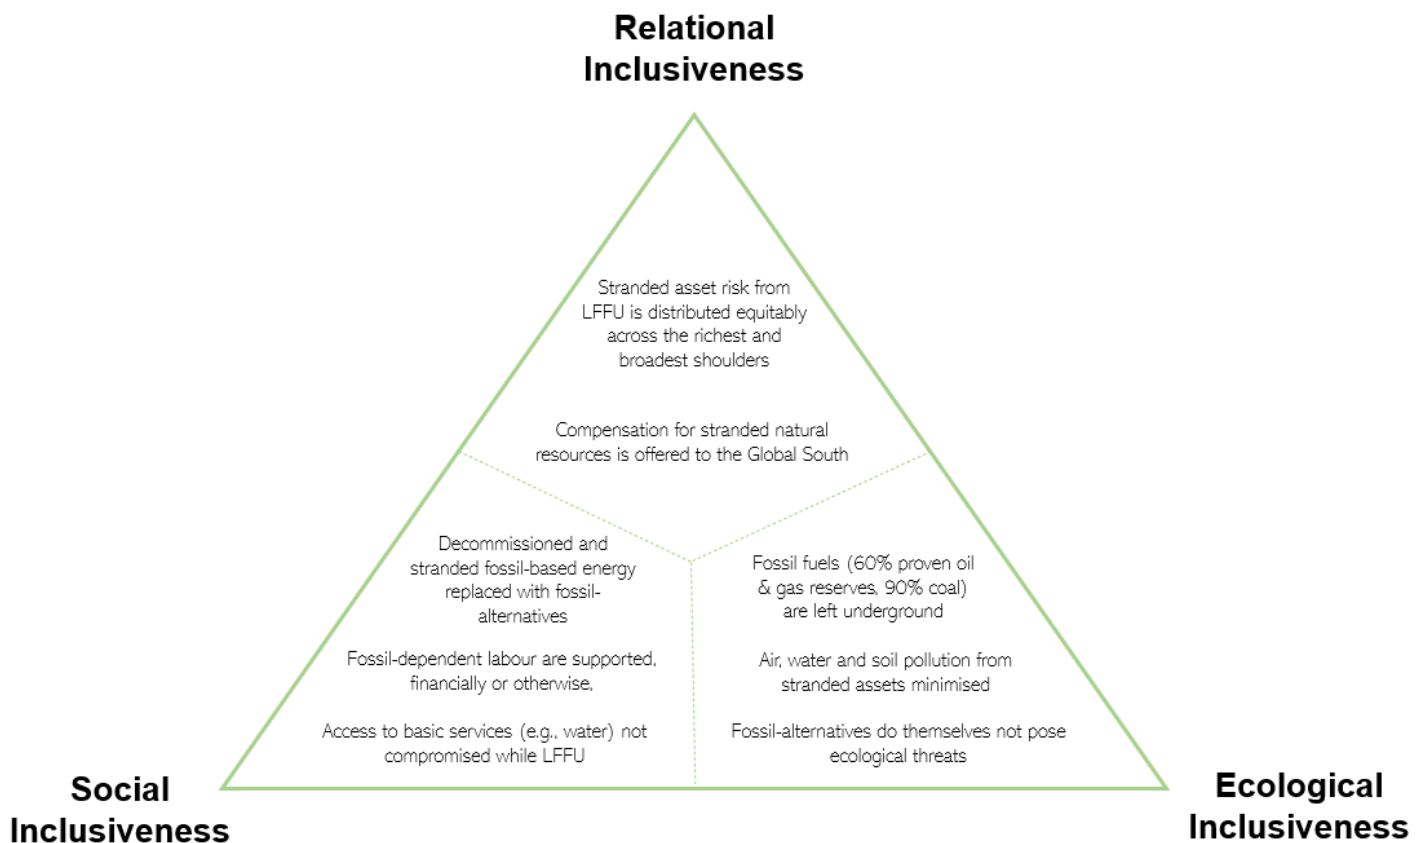 Relational
Inclusiveness
Stranded asset risk from
LFFU is distributed equitably
across the richest and
broadest shoulders
Compensation for stranded natural
resources is offered to the Global South
Decommissioned and
stranded fossil-based energy
replaced with fossil-
alternatives
Fossil-dependent labour are supported,
financially or otherwise,
Access to basic services (e.g., water) not
compromised while LFFU
Fossil fuels (60% proven oil
& gas reserves, 90% coal)
are left underground
Air, water and soil pollution from
stranded assets minimised
Fossil-alternatives do themselves not pose
ecological threats
Social
Inclusiveness
Ecological
Inclusiveness